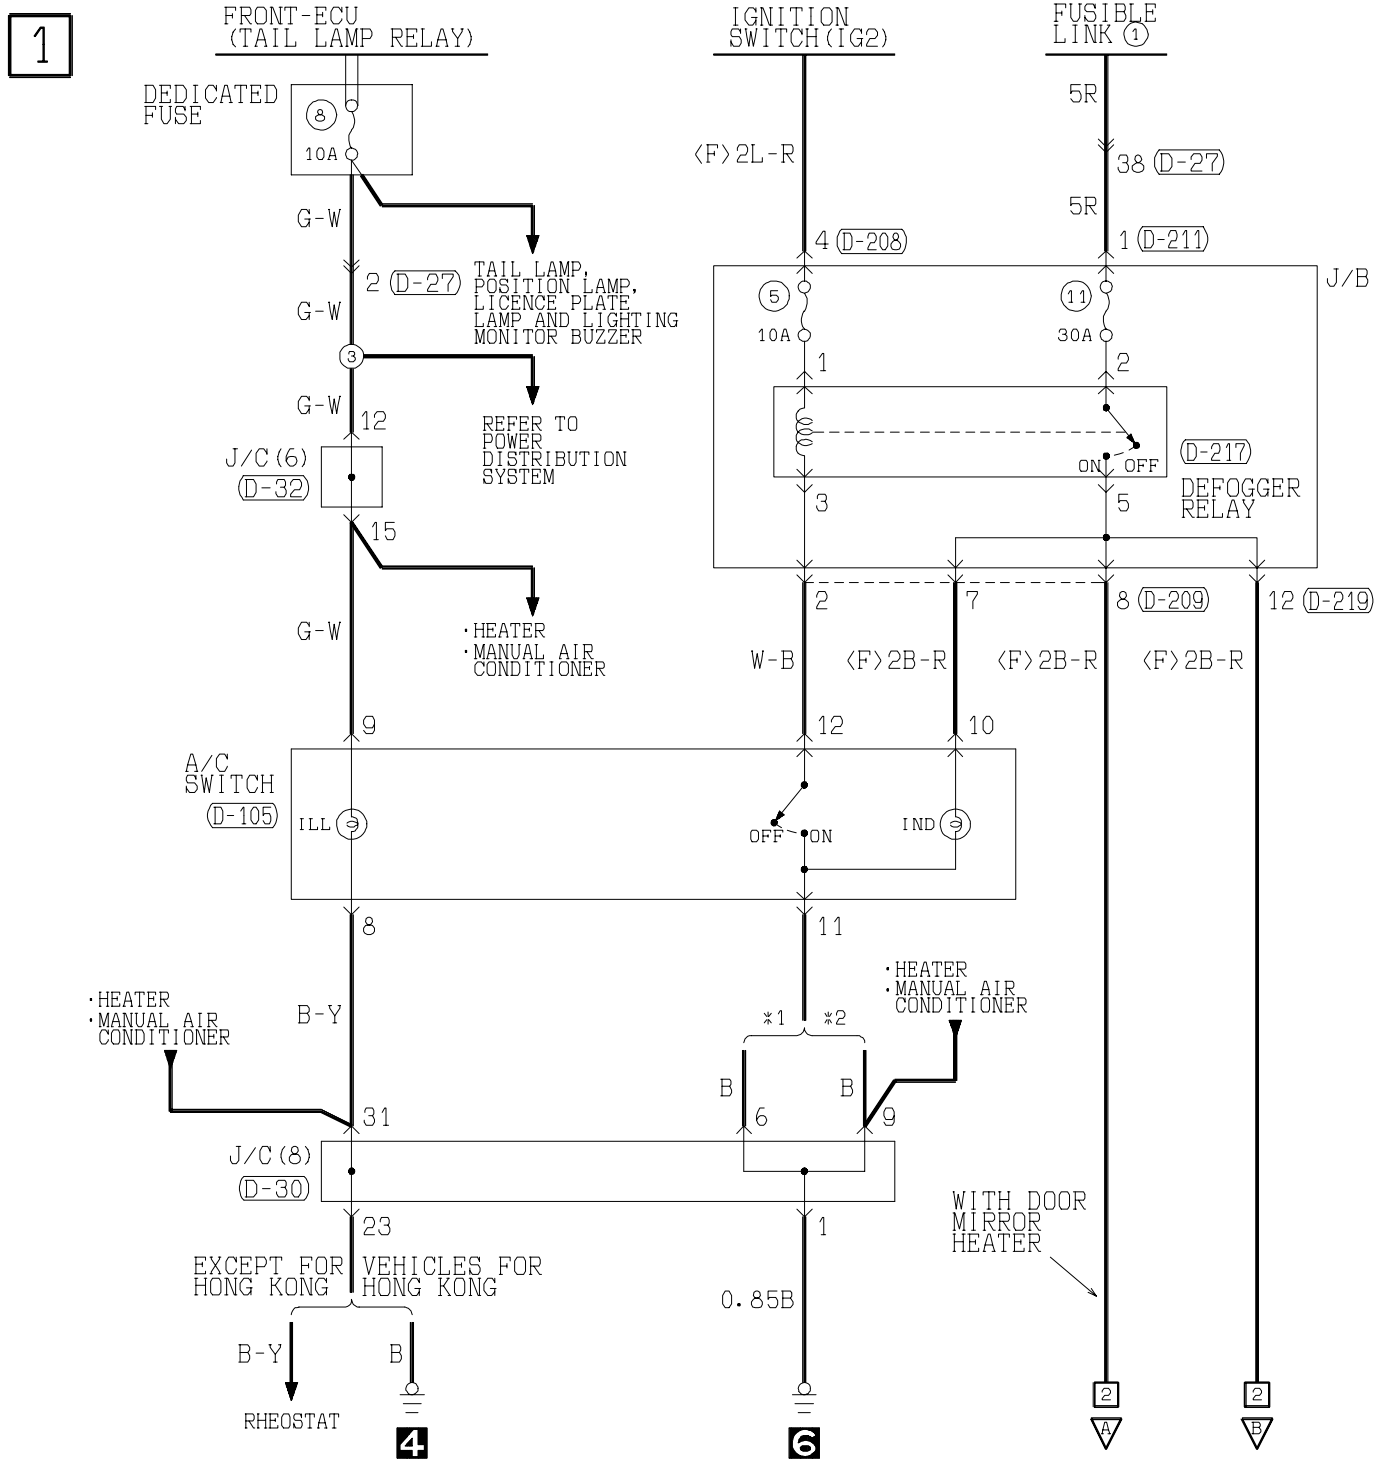 1
FRONT-ECU
(TAIL LAMP RELAY)
IGNITION
SWITCH(IG2)
FUSIBLE
LINK 1
DEDICATED
FUSE
8
10A
5R
<F>2L-R
38 (D-27)
G-W
5R
4 (D-208)
1 (D-211)
2 (D-27)
TAIL LAMP,
POSITION LAMP,
LICENCE PLATE
LAMP AND LIGHTING
MONITOR BUZZER
J/B
5
11
G-W
10A
30A
3
1
2
G-W
12
REFER TO
POWER
DISTRIBUTION
SYSTEM
J/C(6)
(D-32)
ON OFF
(D-217)
DEFOGGER
RELAY
3
5
15
2
7
8 (D-209)
12 (D-219)
G-W
·HEATER
·MANUAL AIR
CONDITIONER
W-B
<F>2B-R
<F>2B-R
<F>2B-R
9
12
10
A/C
SWITCH
(D-105)
ILL
OFF ON
IND
8
11
·HEATER
·MANUAL AIR
CONDITIONER
B-Y
·HEATER
·MANUAL AIR
CONDITIONER
*1 *2
B
B
31
6
9
J/C(8)
(D-30)
23
1
WITH DOOR
MIRROR
HEATER
EXCEPT FOR
HONG KONG
VEHICLES FOR
HONG KONG
0.85B
B-Y
B
RHEOSTAT
4
6
2
A
2
B